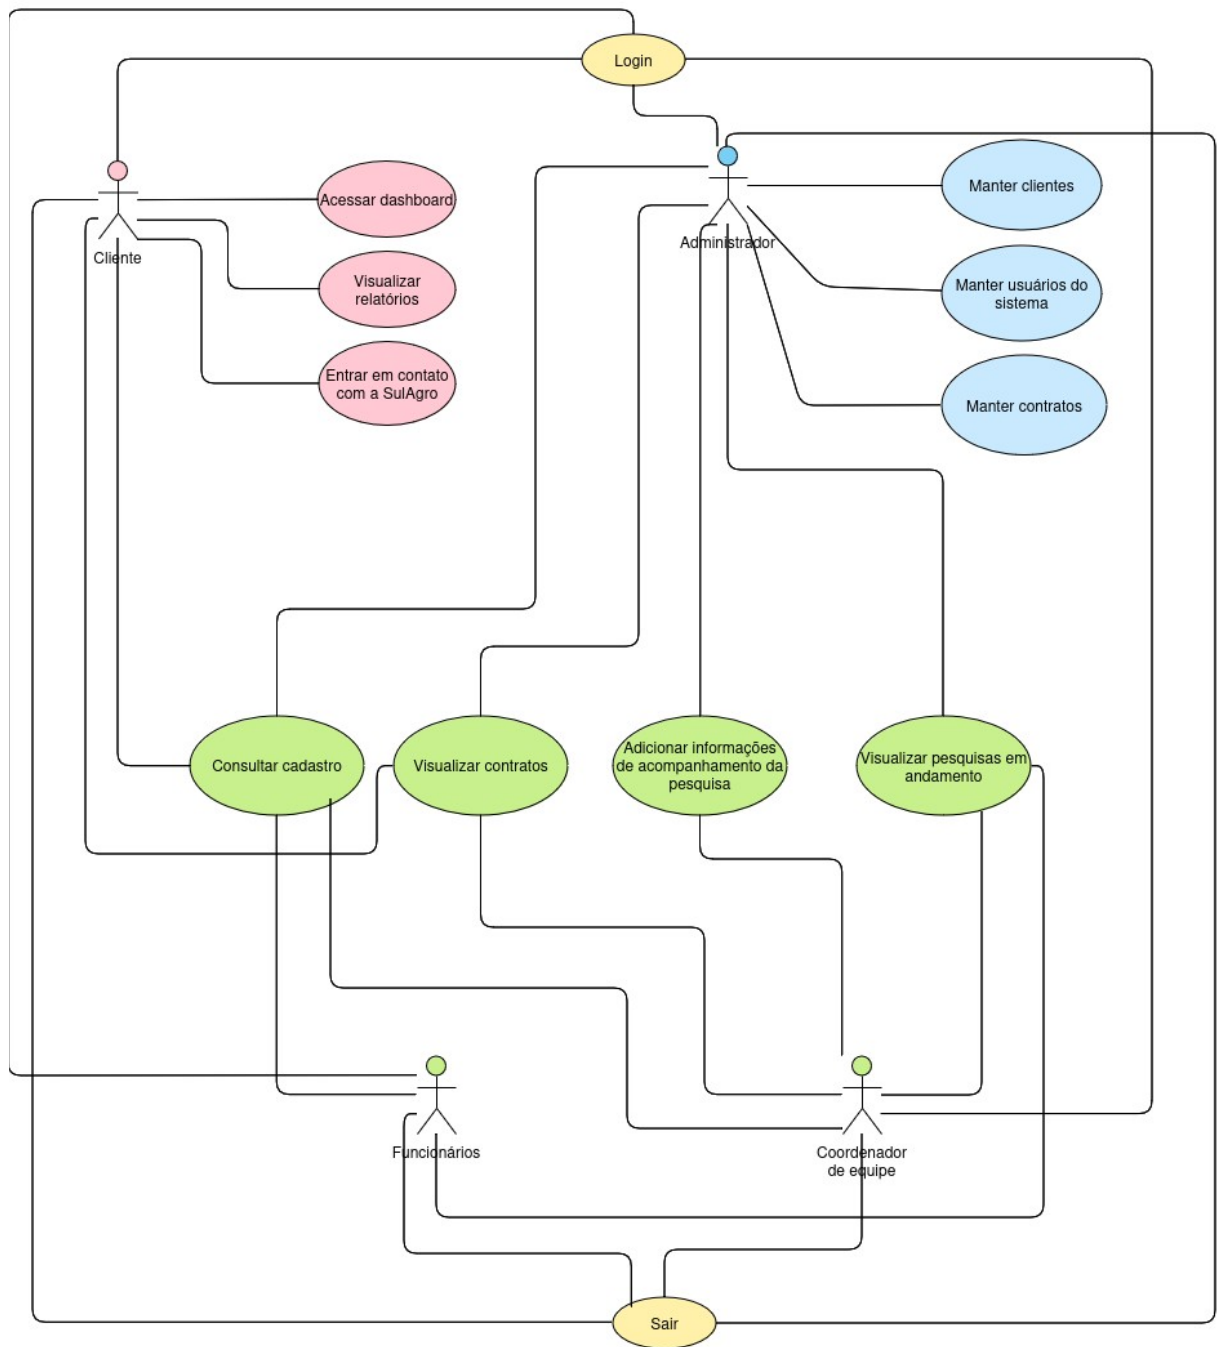 Login
Cliente
Acessar dashboard
Visualizar
relatórios
Entrar em contato
com a SulAgro
Administrador
Manter clientes
Manter usuários do
sistema
Manter contratos
Consultar cadastro
Visualizar contratos
Adicionar informações
de acompanhamento da
pesquisa
Visualizar pesquisas em
andamento
Funcionários
Coordenador
de equipe
Sair